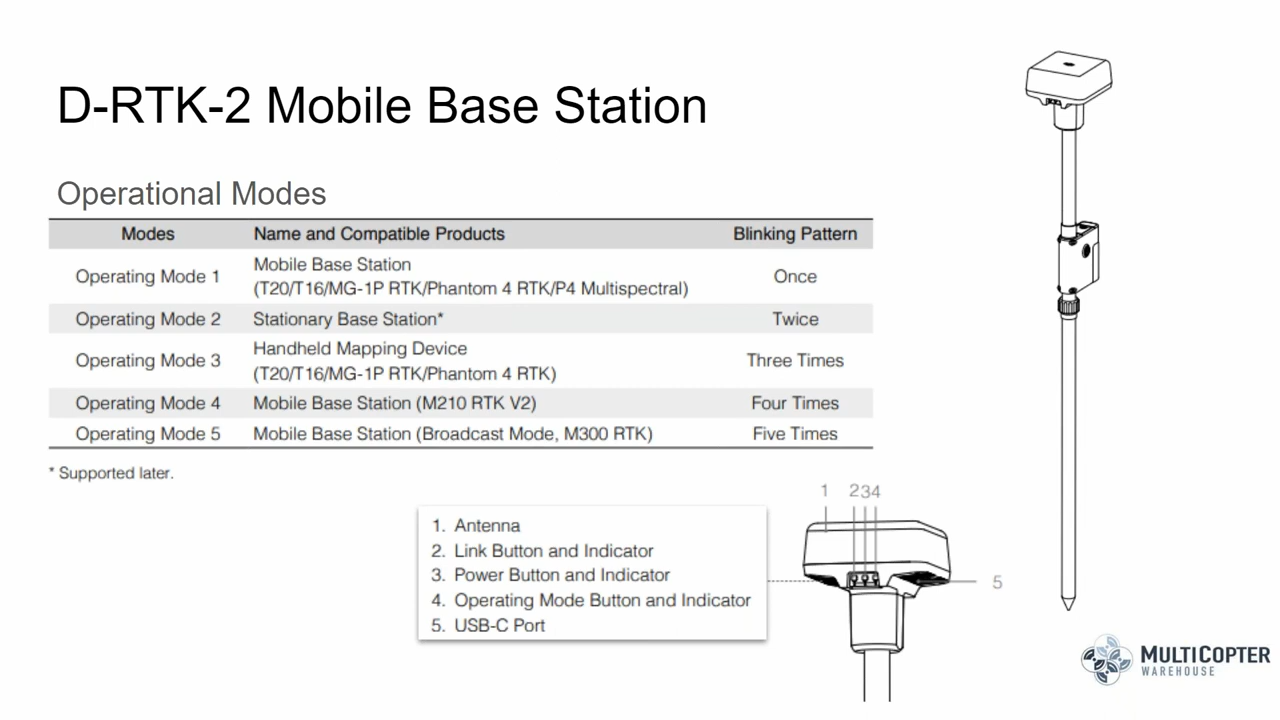 D-RTK-2 Mobile Base Station
Operational Modes
Modes Name and Compatible Products Blinking Pattern
Operating Mode 1 Mobile Base Station (T20/T16/MG-1P RTK/Phantom 4 RTK/P4 Multispectral) Once
Operating Mode 2 Stationary Base Station* Twice
Operating Mode 3 Handheld Mapping Device (T20/T16/MG-1P RTK/Phantom 4 RTK) Three Times
Operating Mode 4 Mobile Base Station (M210 RTK V2) Four Times
Operating Mode 5 Mobile Base Station (Broadcast Mode, M300 RTK) Five Times
* Supported later.
1 234
1. Antenna
2. Link Button and Indicator
3. Power Button and Indicator
4. Operating Mode Button and Indicator
5. USB-C Port
5
MULTICOPTER
WAREHOUSE